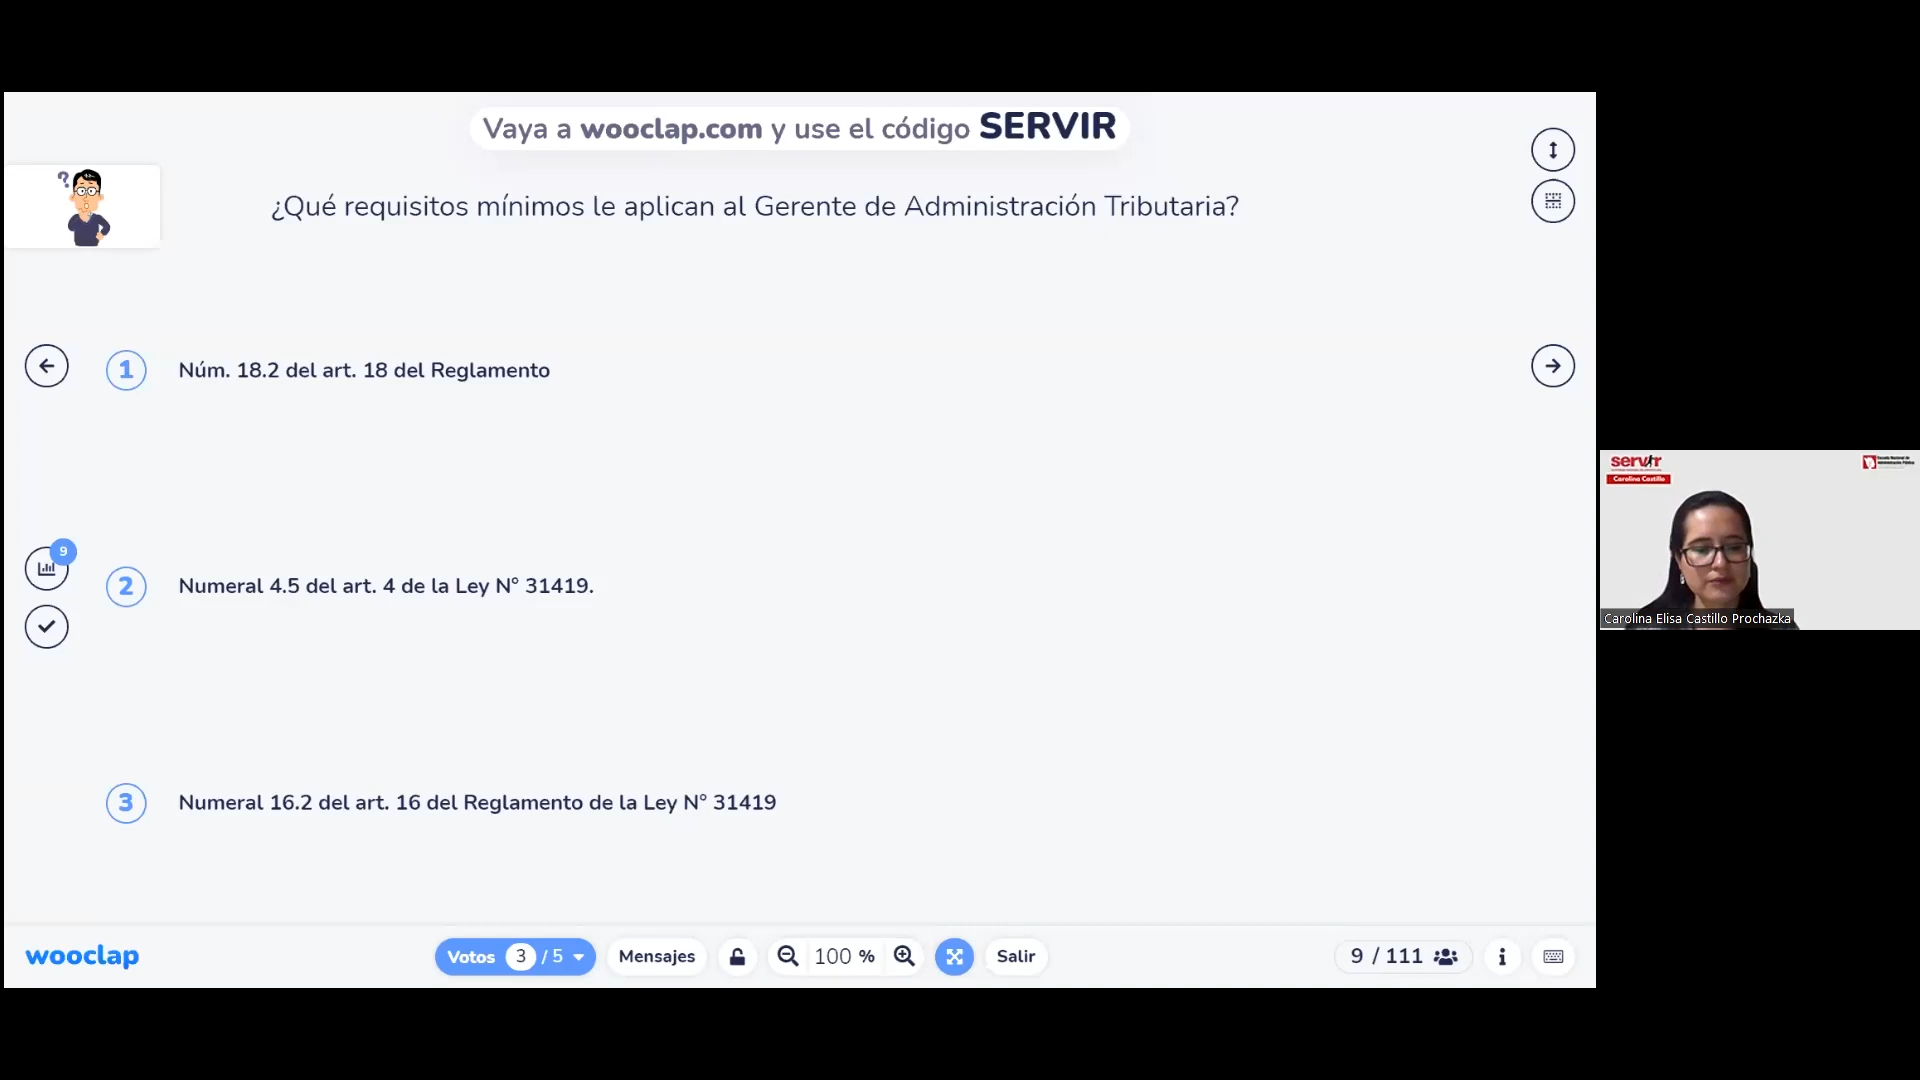 Vaya a wooclap.com y use el código SERVIR
¿Qué requisitos mínimos le aplican al Gerente de Administración Tributaria?
1 Núm. 18.2 del art. 18 del Reglamento
9
2 Numeral 4.5 del art. 4 de la Ley N° 31419.
3 Numeral 16.2 del art. 16 del Reglamento de la Ley N° 31419
wooclap Votos 3 / 5 Mensajes 100 % Salir 9 / 111
servir
Carolina Castillo
Carolina Elisa Castillo Prochazka